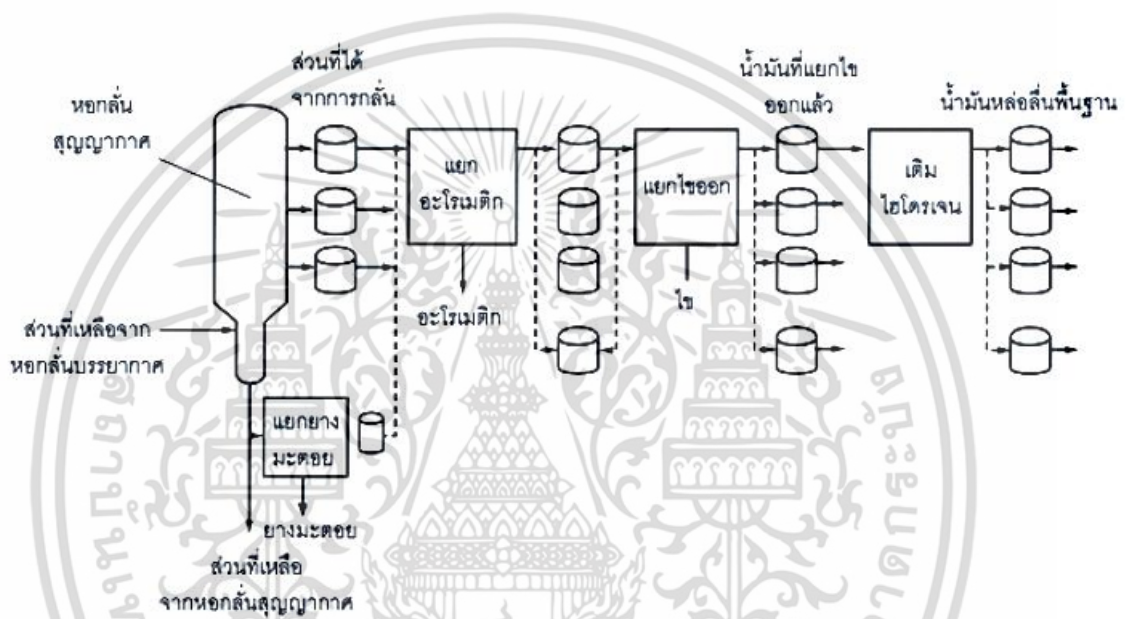 ส่วนที่ได้
จากการกลั่น
หอกลั่น
สุญญากาศ
น้ำมันที่แยกไข
ออกแล้ว
น้ำมันหล่อลื่นพื้นฐาน
แยก
อะโรเมติก
แยกไขออก
เติม
ไฮโดรเจน
อะโรเมติก
ไข
ส่วนที่เหลือจาก
หอกลั่นบรรยากาศ
แยกยาง
มะตอย
ยางมะตอย
ส่วนที่เหลือ
จากหอกลั่นสุญญากาศ